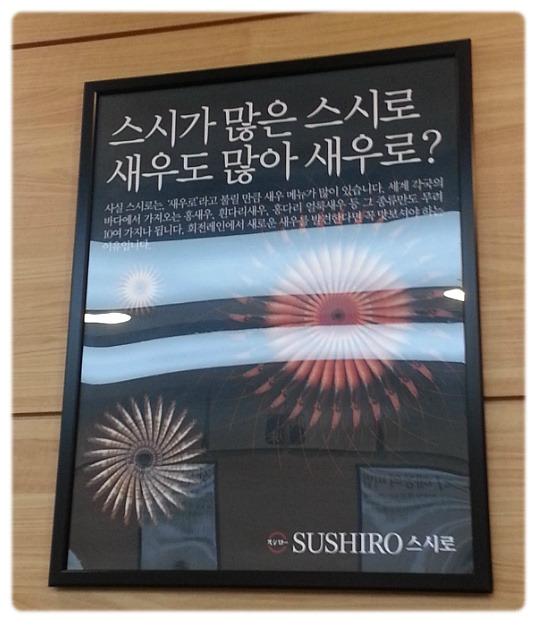 스시가 많은 스시로
새우도 많아 새우로?
사실 스시로는, '새우로'라고 불릴 만큼 새우 메뉴가 많이 있습니다. 세계 각국의
바다에서 가져오는 홍새우, 흰다리새우, 홍다리 얼룩새우 등 그 종류만도 무려
10여 가지나 됩니다. 회전레인에서 새로운 새우를 발견한다면 꼭 맛보셔야 하는
이유입니다.
SUSHIRO 스시로